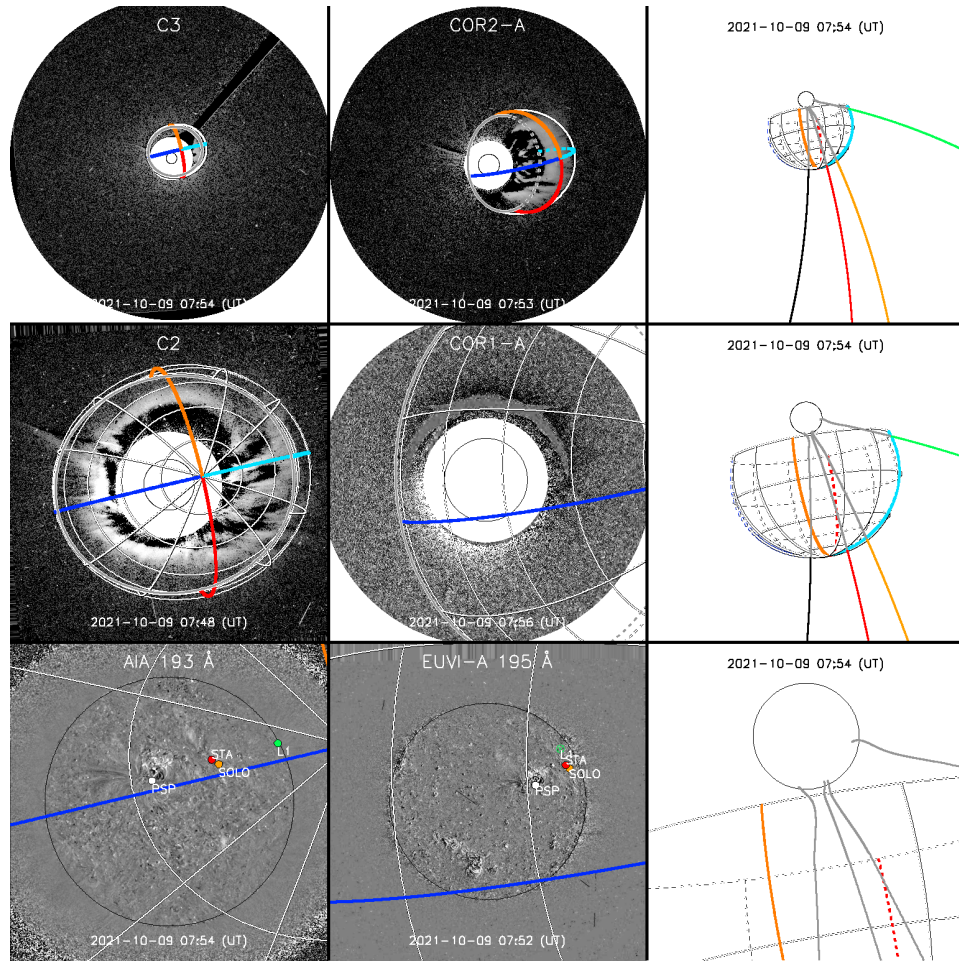 C3
2021-10-09 07:54 (UT)
COR2-A
2021-10-09 07:53 (UT)
2021-10-09 07:54 (UT)
C2
2021-10-09 07:48 (UT)
COR1-A
2021-10-09 07:56 (UT)
2021-10-09 07:54 (UT)
AIA 193 Å
L1
STA
SOLO
PSP
2021-10-09 07:54 (UT)
EUVI-A 195 Å
L1
STA
SOLO
PSP
2021-10-09 07:52 (UT)
2021-10-09 07:54 (UT)